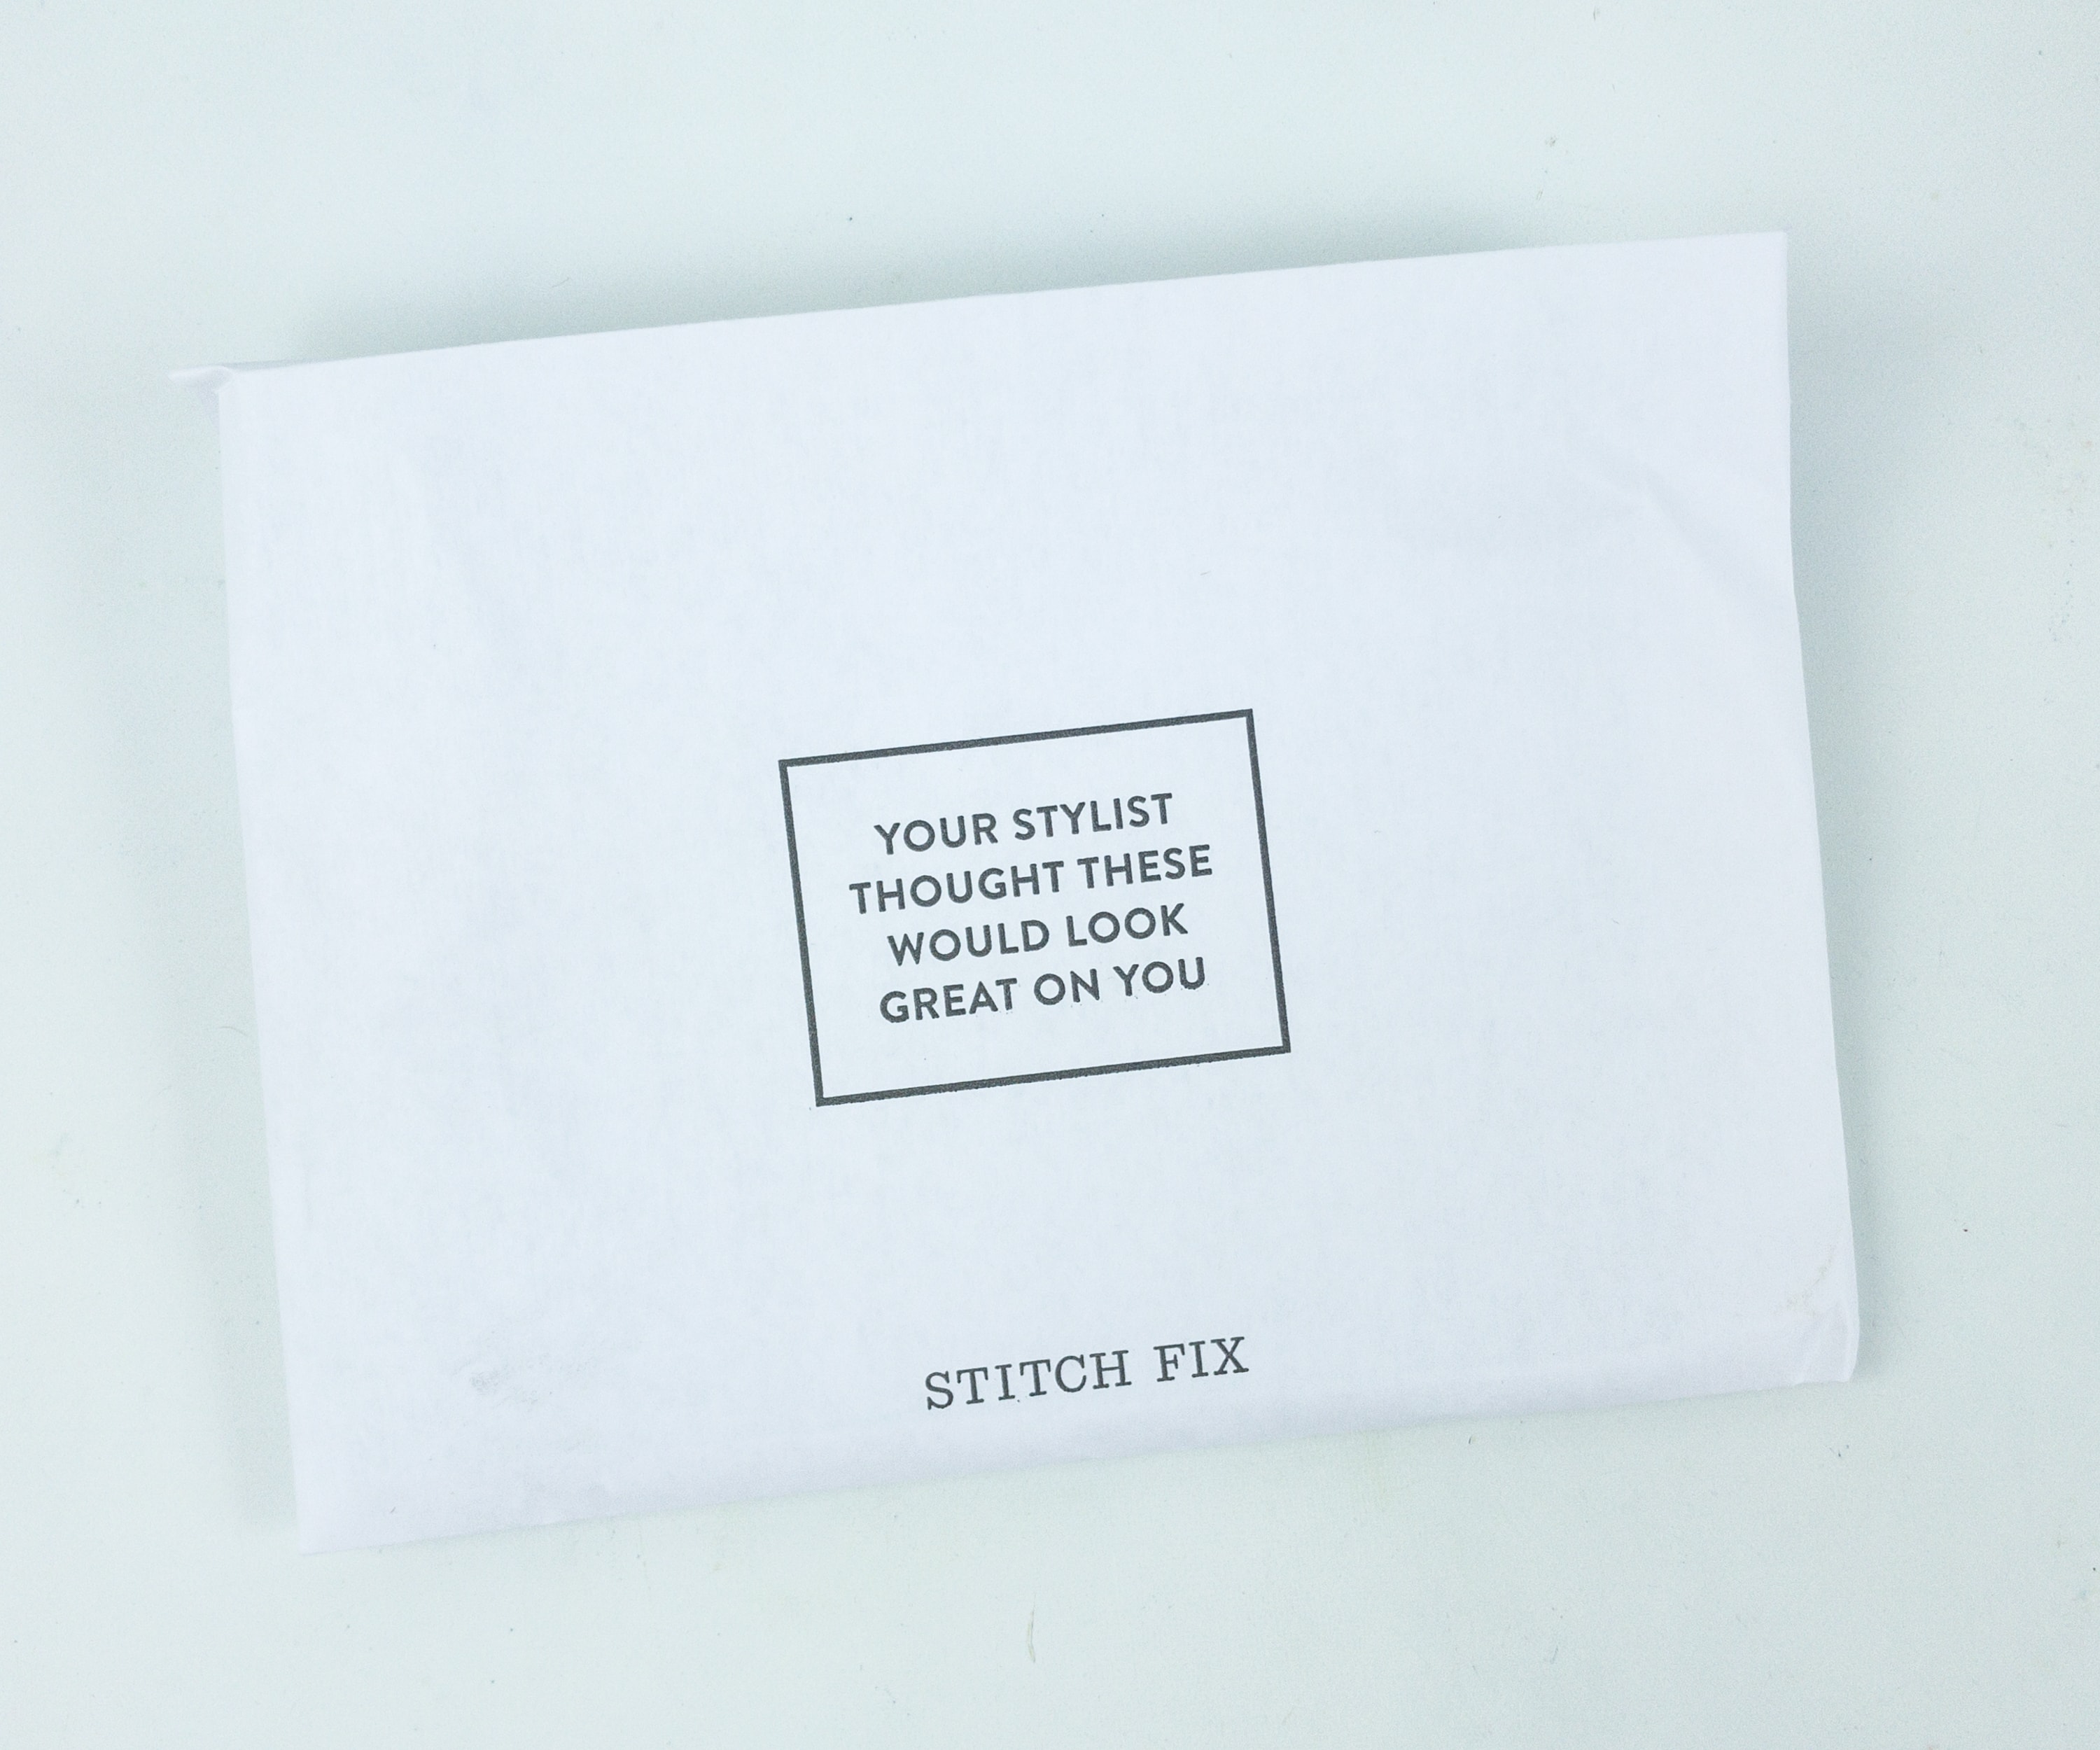 YOUR STYLIST
THOUGHT THESE
WOULD LOOK
GREAT ON YOU
STITCH FIX